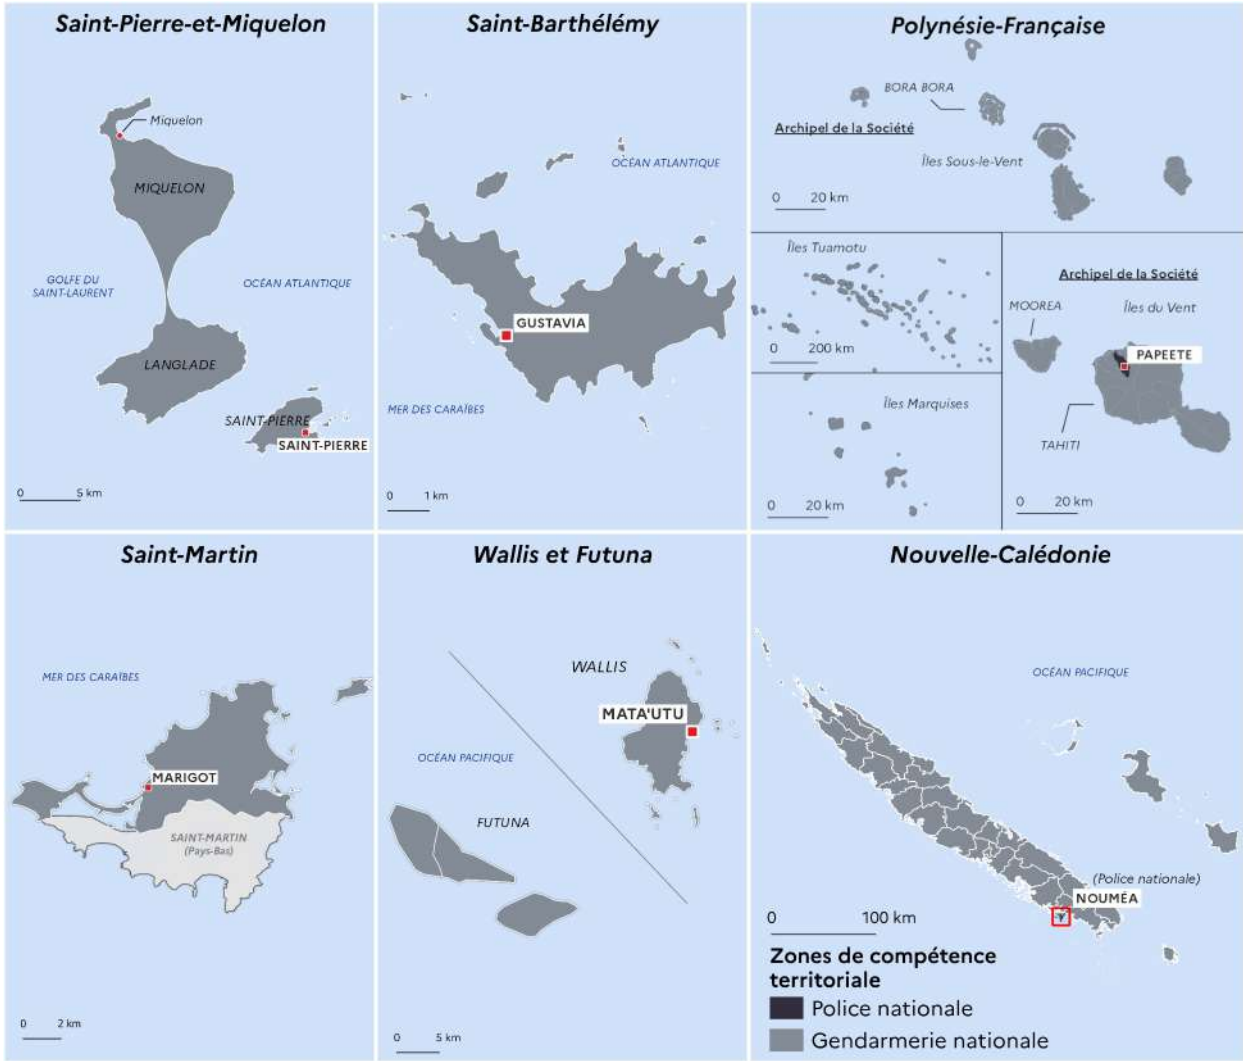 Saint-Pierre-et-Miquelon
Miquelon
MIQUELON
GOLFE DU
SAINT-LAURENT
OCÉAN ATLANTIQUE
LANGLADE
SAINT-PIERRE
SAINT-PIERRE
0 5 km
Saint-Barthélémy
OCÉAN ATLANTIQUE
GUSTAVIA
MER DES CARAÏBES
0 1 km
Polynésie-Française
BORA BORA
Archipel de la Société
Îles Sous-le-Vent
0 20 km
Îles Tuamotu
0 200 km
Îles Marquises
0 20 km
Archipel de la Société
MOOREA
Îles du Vent
PAPEETE
TAHITI
0 20 km
Saint-Martin
MER DES CARAÏBES
MARIGOT
SAINT-MARTIN
(Pays-Bas)
0 2 km
Wallis et Futuna
WALLIS
MATA'UTU
OCÉAN PACIFIQUE
FUTUNA
0 5 km
Nouvelle-Calédonie
OCÉAN PACIFIQUE
(Police nationale)
NOUMÉA
0 100 km
Zones de compétence
territoriale
Police nationale
Gendarmerie nationale